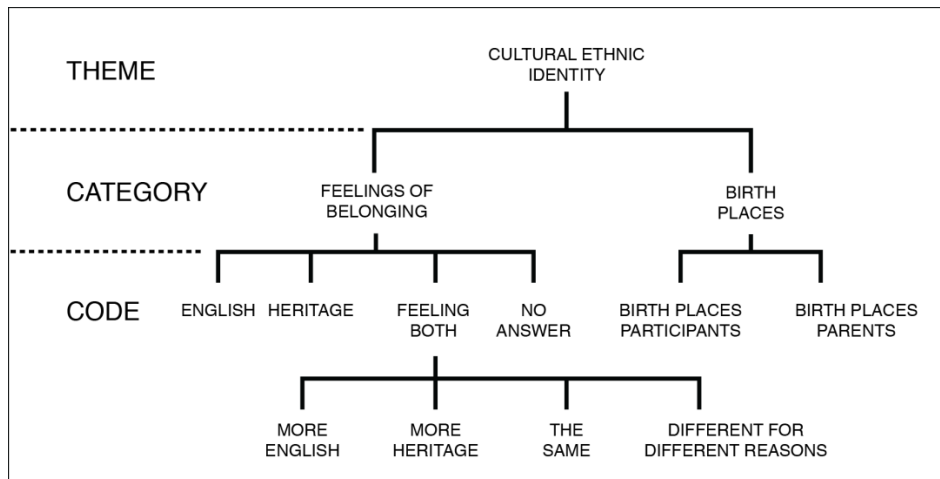 THEME
CULTURAL ETHNIC
IDENTITY
CATEGORY
FEELINGS OF
BELONGING
BIRTH
PLACES
CODE
ENGLISH
HERITAGE
FEELING
BOTH
NO
ANSWER
BIRTH PLACES
PARTICIPANTS
BIRTH PLACES
PARENTS
MORE
ENGLISH
MORE
HERITAGE
THE
SAME
DIFFERENT FOR
DIFFERENT REASONS